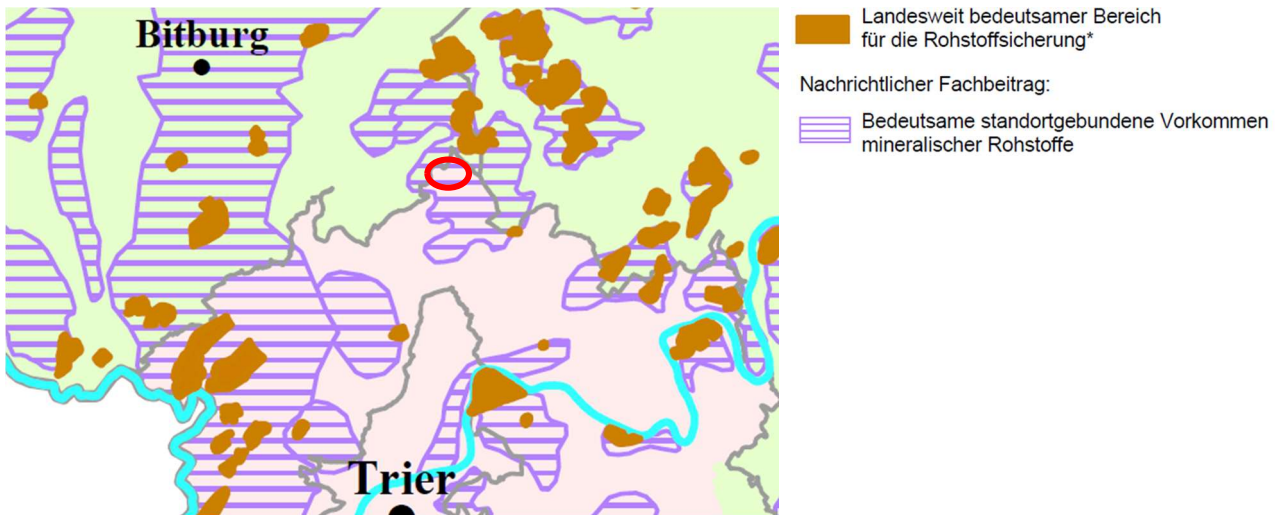 Bitburg
Trier
Landesweit bedeutsamer Bereich
für die Rohstoffsicherung*
Nachrichtlicher Fachbeitrag:
Bedeutsame standortgebundene Vorkommen
mineralischer Rohstoffe